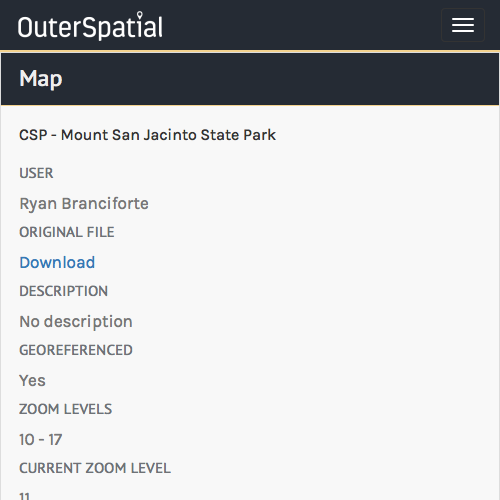 OuterSpatial
Map
CSP - Mount San Jacinto State Park
USER
Ryan Branciforte
ORIGINAL FILE
Download
DESCRIPTION
No description
GEOREFERENCED
Yes
ZOOM LEVELS
10 - 17
CURRENT ZOOM LEVEL
11